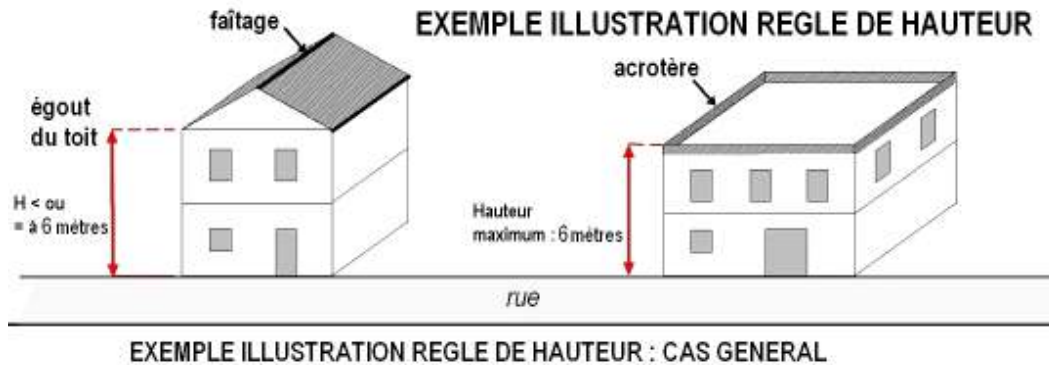 EXEMPLE ILLUSTRATION REGLE DE HAUTEUR
faîtage
acrotère
égout
du toit
H < ou
= à 6 mètres
Hauteur
maximum : 6 mètres
rue
EXEMPLE ILLUSTRATION REGLE DE HAUTEUR : CAS GENERAL